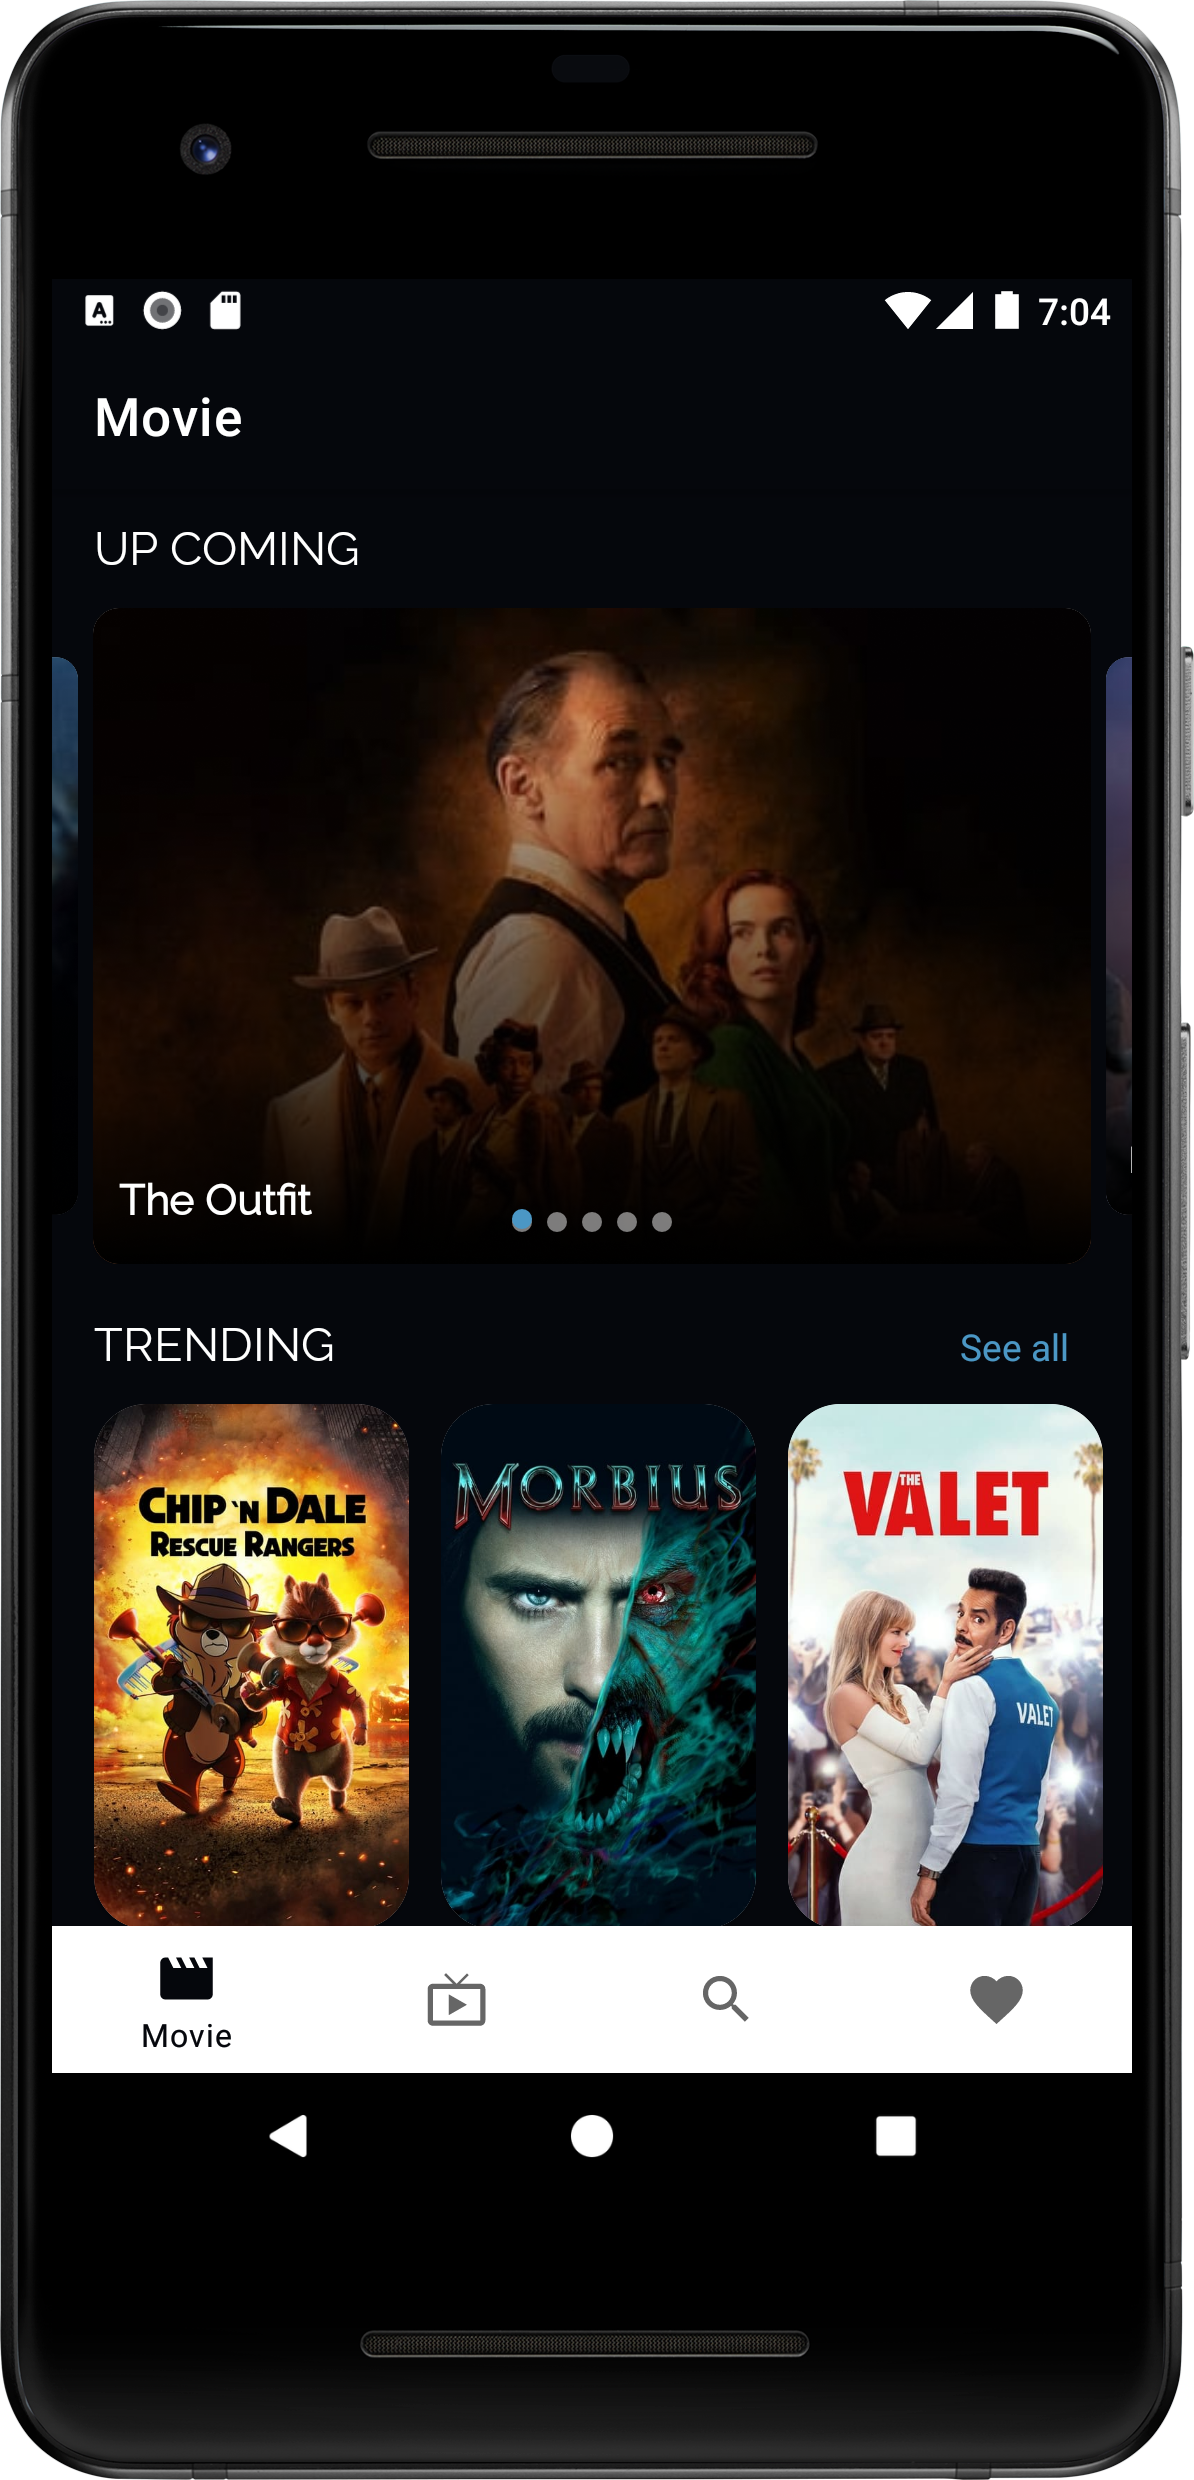 A
7:04
Movie
UP COMING
The Outfit
TRENDING
See all
CHIP 'N DALE
RESCUE RANGERS
MORBIUS
THE
VALET
VALET
Movie